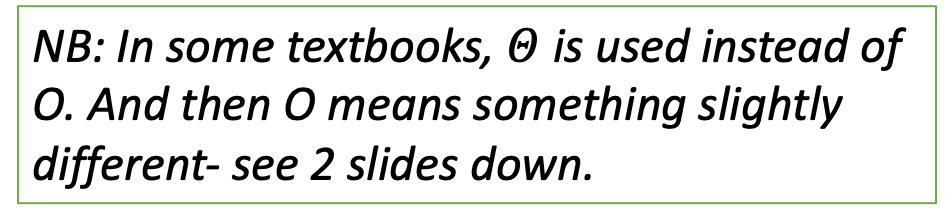 NB: In some textbooks, Θ is used instead of
O. And then O means something slightly
different- see 2 slides down.